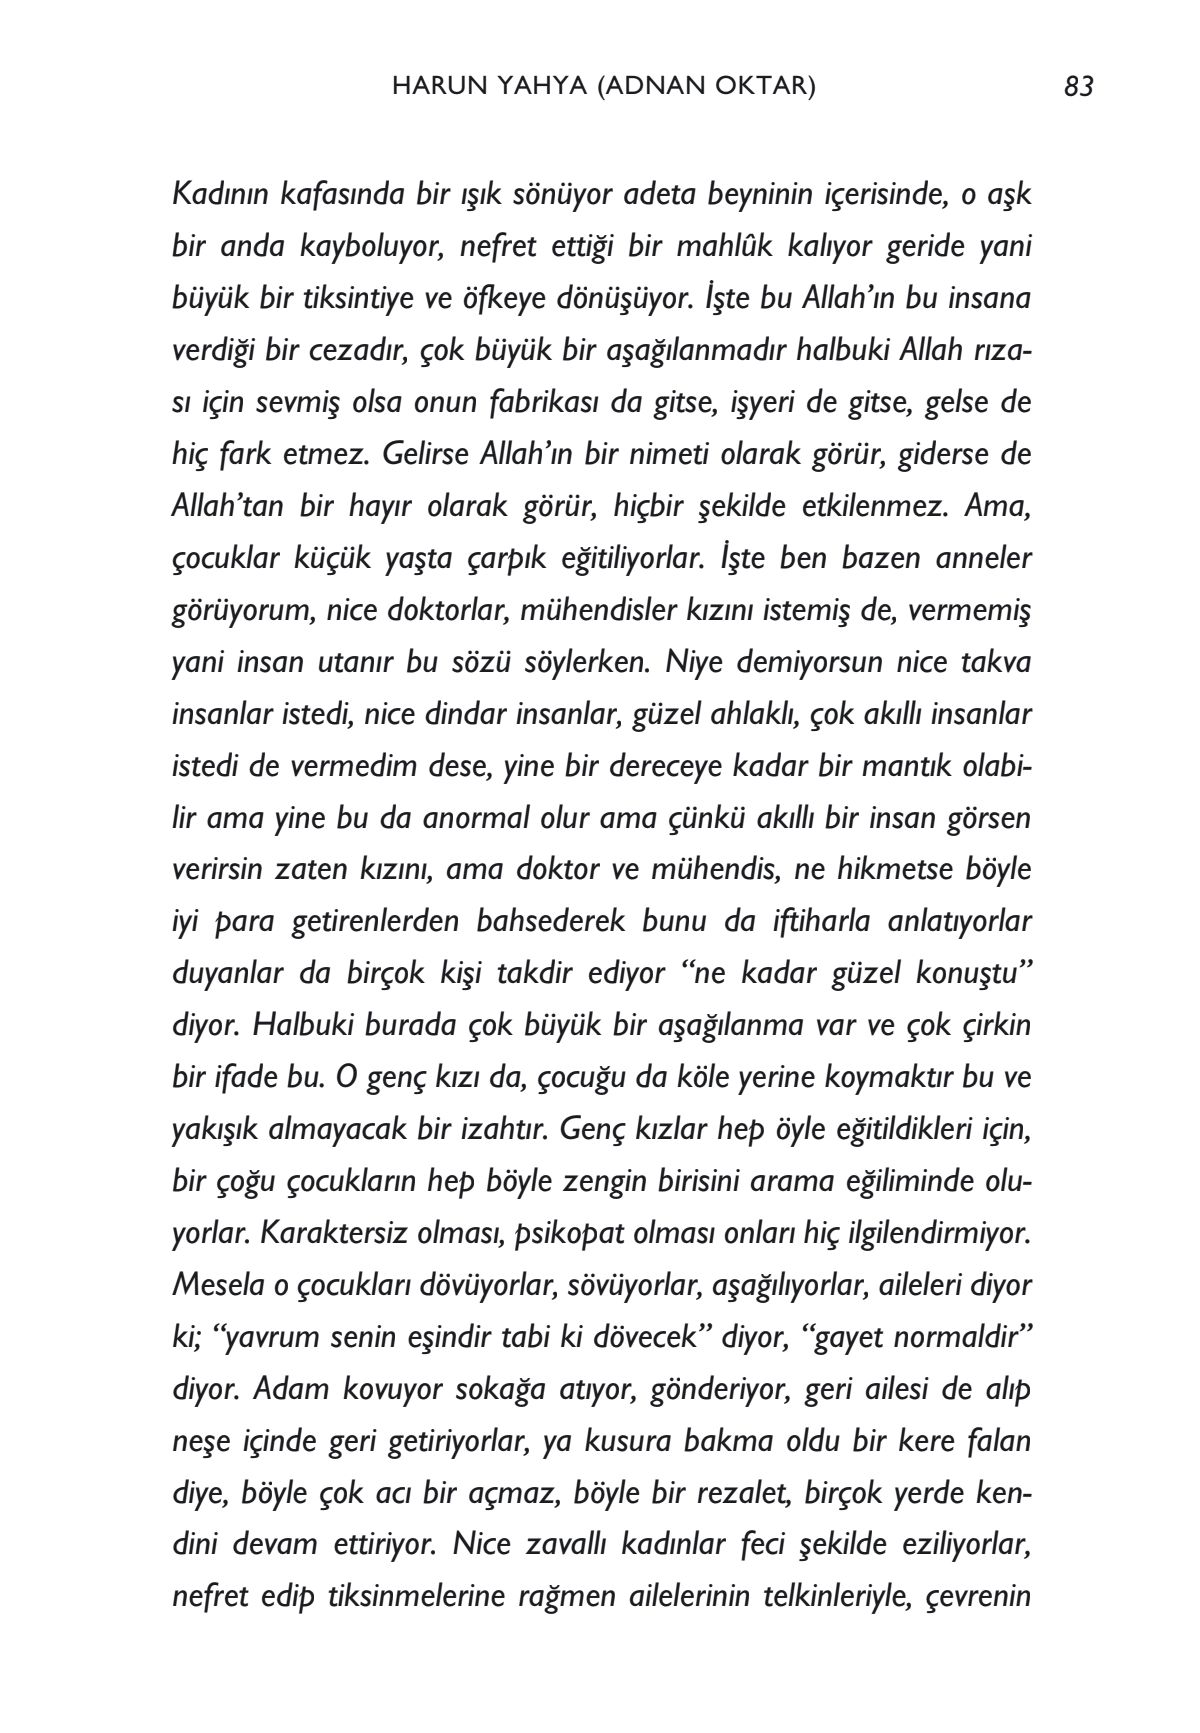 HARUN YAHYA (ADNAN OKTAR)
83
Kadının kafasında bir ışık sönüyor adeta beyninin içerisinde, o aşk
bir anda kayboluyor, nefret ettiği bir mahlûk kalıyor geride yani
büyük bir tiksintiye ve öfkeye dönüşüyor. İşte bu Allah’ın bu insana
verdiği bir cezadır, çok büyük bir aşağılanmadır halbuki Allah rıza-
sı için sevmiş olsa onun fabrikası da gitse, işyeri de gitse, gelse de
hiç fark etmez. Gelirse Allah’ın bir nimeti olarak görür, giderse de
Allah’tan bir hayır olarak görür, hiçbir şekilde etkilenmez. Ama,
çocuklar küçük yaşta çarpık eğitiliyorlar. İşte ben bazen anneler
görüyorum, nice doktorlar, mühendisler kızını istemiş de, vermemiş
yani insan utanır bu sözü söylerken. Niye demiyorsun nice takva
insanlar istedi, nice dindar insanlar, güzel ahlaklı, çok akıllı insanlar
istedi de vermedim dese, yine bir dereceye kadar bir mantık olabi-
lir ama yine bu da anormal olur ama çünkü akıllı bir insan görsen
verirsin zaten kızını, ama doktor ve mühendis, ne hikmetse böyle
iyi para getirenlerden bahsederek bunu da iftiharla anlatıyorlar
duyanlar da birçok kişi takdir ediyor “ne kadar güzel konuştu”
diyor. Halbuki burada çok büyük bir aşağılanma var ve çok çirkin
bir ifade bu. O genç kızı da, çocuğu da köle yerine koymaktır bu ve
yakışık almayacak bir izahtır. Genç kızlar hep öyle eğitildikleri için,
bir çoğu çocukların hep böyle zengin birisini arama eğiliminde olu-
yorlar. Karaktersiz olması, psikopat olması onları hiç ilgilendirmiyor.
Mesela o çocukları dövüyorlar, sövüyorlar, aşağılıyorlar, aileleri diyor
ki; “yavrum senin eşindir tabi ki dövecek” diyor, “gayet normaldir”
diyor. Adam kovuyor sokağa atıyor, gönderiyor, geri ailesi de alıp
neşe içinde geri getiriyorlar, ya kusura bakma oldu bir kere falan
diye, böyle çok acı bir açmaz, böyle bir rezalet, birçok yerde ken-
dini devam ettiriyor. Nice zavallı kadınlar feci şekilde eziliyorlar,
nefret edip tiksinmelerine rağmen ailelerinin telkinleriyle, çevrenin